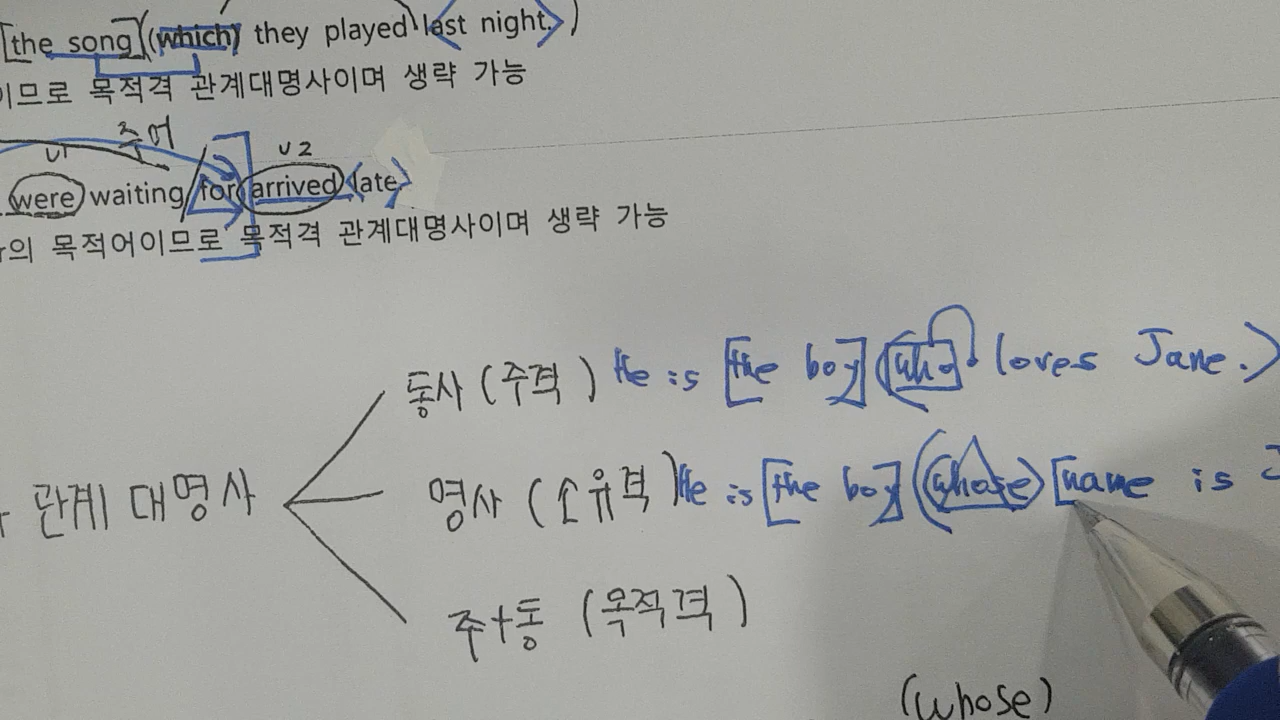 [the song] (which) they played <last night.>)
이므로 목적격 관계대명사이며 생략 가능
주어
v1 v2
were waiting / for arrived <late>
의 목적어이므로 목적격 관계대명사이며 생략 가능
동사 (주격) He is [the boy] (who loves Jane.)
관계 대명사 명사 (소유격) He is [the boy] (whose) [name is
주+동 (목적격)
(whose)